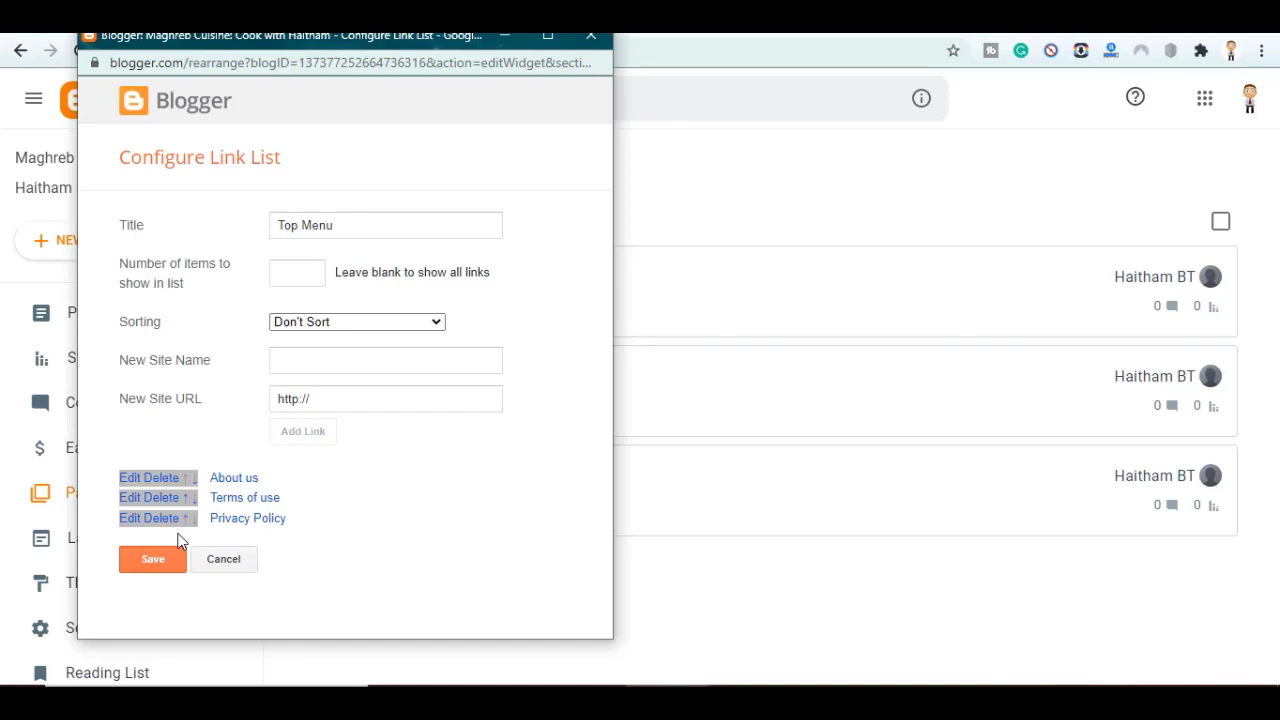 Blogger: Maghreb Cuisine: Cook with Haitham - Configure Link List - Googl...
blogger.com/rearrange?blogID=137377252664736316&action=editWidget&secti...
Blogger
Configure Link List
Maghreb
Haitham
NEW
Title
Top Menu
Number of items to
show in list
Leave blank to show all links
Sorting
Don't Sort
New Site Name
New Site URL
http://
Add Link
Edit Delete ↑ ↓ About us
Edit Delete ↑ ↓ Terms of use
Edit Delete ↑ ↓ Privacy Policy
Save
Cancel
Reading List
Haitham BT
0 0
Haitham BT
0 0
Haitham BT
0 0